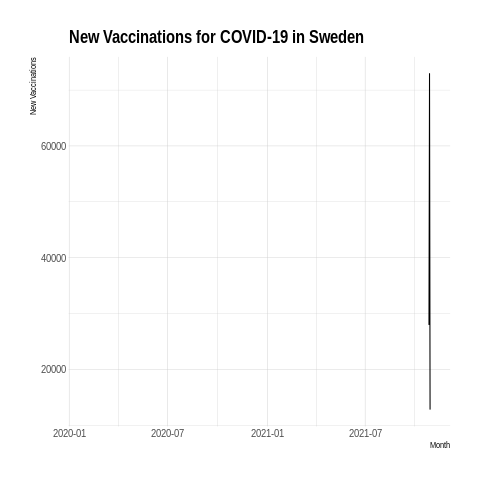 New Vaccinations for COVID-19 in Sweden
New Vaccinations
60000
40000
20000
2020-01 2020-07 2021-01 2021-07
Month